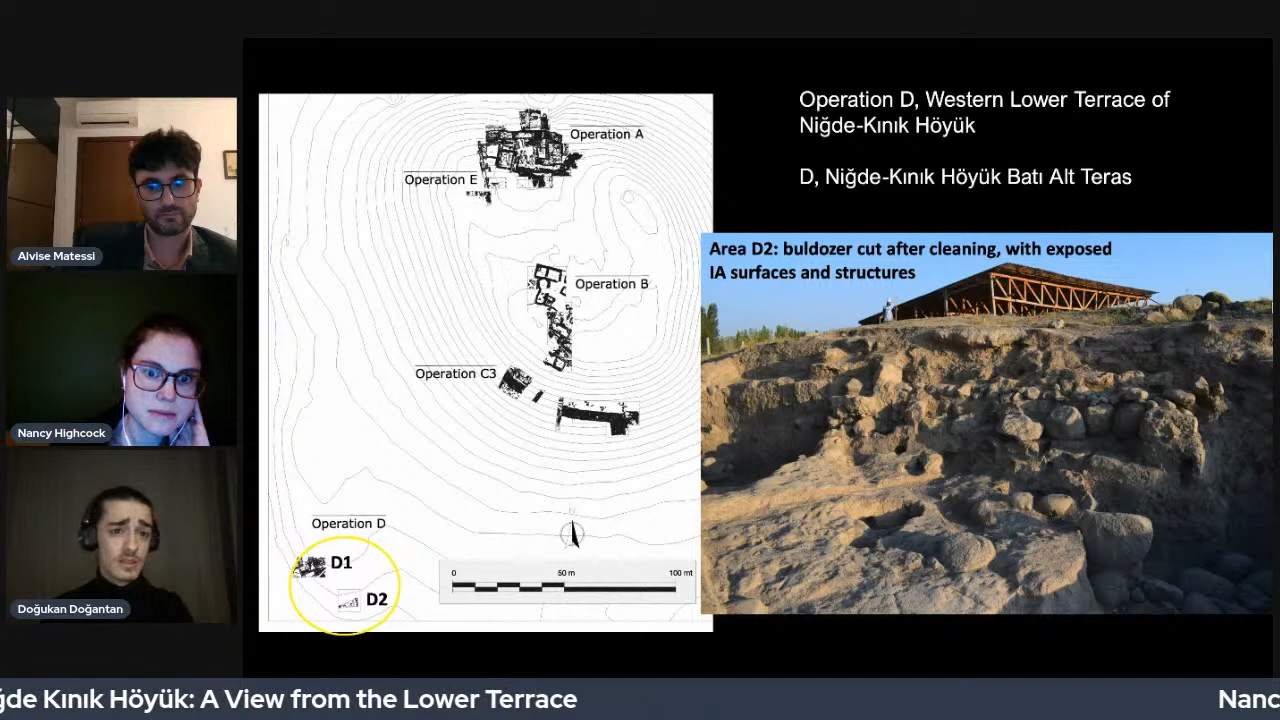 Alvise Matessi
Nancy Highcock
Doğukan Doğantan
Operation A
Operation E
Operation B
Operation C3
Operation D
D1
D2
N
0 50 m 100 mt
Operation D, Western Lower Terrace of
Niğde-Kınık Höyük
D, Niğde-Kınık Höyük Batı Alt Teras
Area D2: buldozer cut after cleaning, with exposed
IA surfaces and structures
ğde Kınık Höyük: A View from the Lower Terrace
Nanc